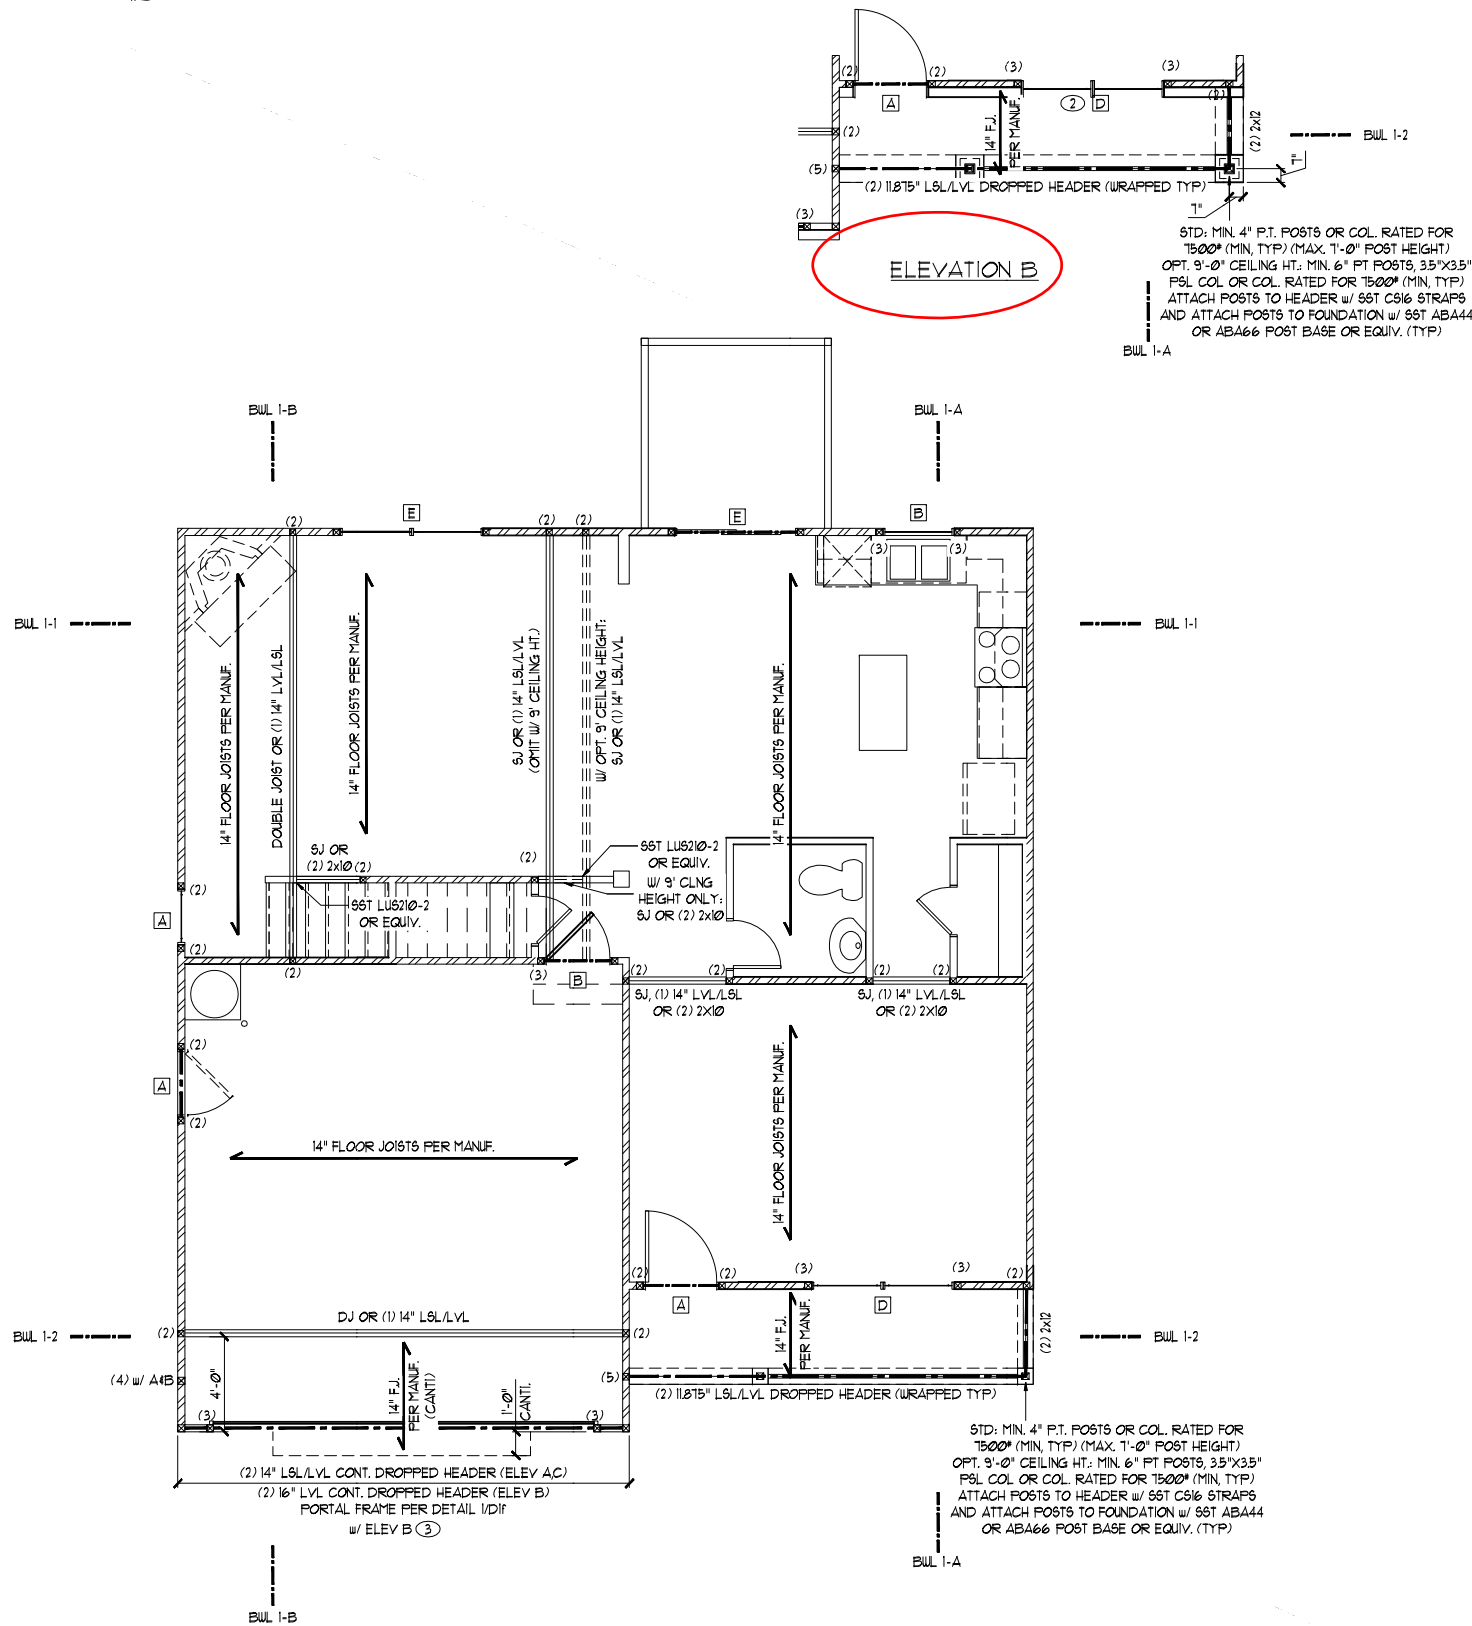 (2)
(2)
(3)
(3)
A
2
D
(2)
(2)
14" F.J.
PER MANUF.
(2) 2x12
BWL 1-2
(5)
(2) 11.875" LSL/LVL DROPPED HEADER (WRAPPED TYP)
7"
7"
(3)
ELEVATION B
STD: MIN. 4" P.T. POSTS OR COL. RATED FOR
7500# (MIN, TYP) (MAX. 7'-0" POST HEIGHT)
OPT. 9'-0" CEILING HT.: MIN. 6" PT POSTS, 3.5"X3.5"
PSL COL OR COL. RATED FOR 7500# (MIN, TYP)
ATTACH POSTS TO HEADER w/ SST CS16 STRAPS
AND ATTACH POSTS TO FOUNDATION w/ SST ABA44
OR ABA66 POST BASE OR EQUIV. (TYP)
BWL 1-A
BWL 1-B
BWL 1-A
E
E
B
(2)
(2)
(2)
(3)
(3)
BWL 1-1
BWL 1-1
14" FLOOR JOISTS PER MANUF.
DOUBLE JOIST OR (1) 14" LVL/LSL
14" FLOOR JOISTS PER MANUF.
SJ OR (1) 14" LSL/LVL
(OMIT W/ 9' CEILING HT.)
W/ OPT. 9' CEILING HEIGHT:
SJ OR (1) 14" LSL/LVL
14" FLOOR JOISTS PER MANUF.
SJ OR
(2) 2x10
(2)
(2)
SST LUS210-2
OR EQUIV.
W/ 9' CLNG
HEIGHT ONLY:
SJ OR (2) 2x10
SST LUS210-2
OR EQUIV.
(2)
A
(2)
(2)
(3)
B
(2)
(2)
(2)
(2)
SJ, (1) 14" LVL/LSL
OR (2) 2X10
SJ, (1) 14" LVL/LSL
OR (2) 2X10
(2)
A
(2)
14" FLOOR JOISTS PER MANUF.
14" FLOOR JOISTS PER MANUF.
(2)
(2)
(3)
(3)
(2)
A
D
DJ OR (1) 14" LSL/LVL
BWL 1-2
(2)
(2)
14" F.J.
PER MANUF.
(2) 2x12
BWL 1-2
(4) w/ A&B
4'-0"
14" F.J.
PER MANUF.
(CANTI)
1'-0"
CANTI.
(5)
(2) 11.875" LSL/LVL DROPPED HEADER (WRAPPED TYP)
(3)
(3)
(2) 14" LSL/LVL CONT. DROPPED HEADER (ELEV A,C)
(2) 16" LVL CONT. DROPPED HEADER (ELEV B)
PORTAL FRAME PER DETAIL 1/D1f
w/ ELEV B 3
STD: MIN. 4" P.T. POSTS OR COL. RATED FOR
7500# (MIN, TYP) (MAX. 7'-0" POST HEIGHT)
OPT. 9'-0" CEILING HT.: MIN. 6" PT POSTS, 3.5"X3.5"
PSL COL OR COL. RATED FOR 7500# (MIN, TYP)
ATTACH POSTS TO HEADER w/ SST CS16 STRAPS
AND ATTACH POSTS TO FOUNDATION w/ SST ABA44
OR ABA66 POST BASE OR EQUIV. (TYP)
BWL 1-A
BWL 1-B